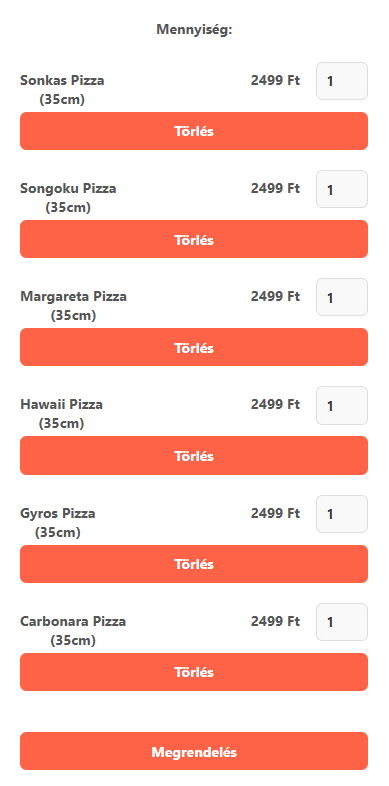 Mennyiség:
Sonkas Pizza 2499 Ft 1
(35cm)
Törlés
Songoku Pizza 2499 Ft 1
(35cm)
Törlés
Margareta Pizza 2499 Ft 1
(35cm)
Törlés
Hawaii Pizza 2499 Ft 1
(35cm)
Törlés
Gyros Pizza 2499 Ft 1
(35cm)
Törlés
Carbonara Pizza 2499 Ft 1
(35cm)
Törlés
Megrendelés